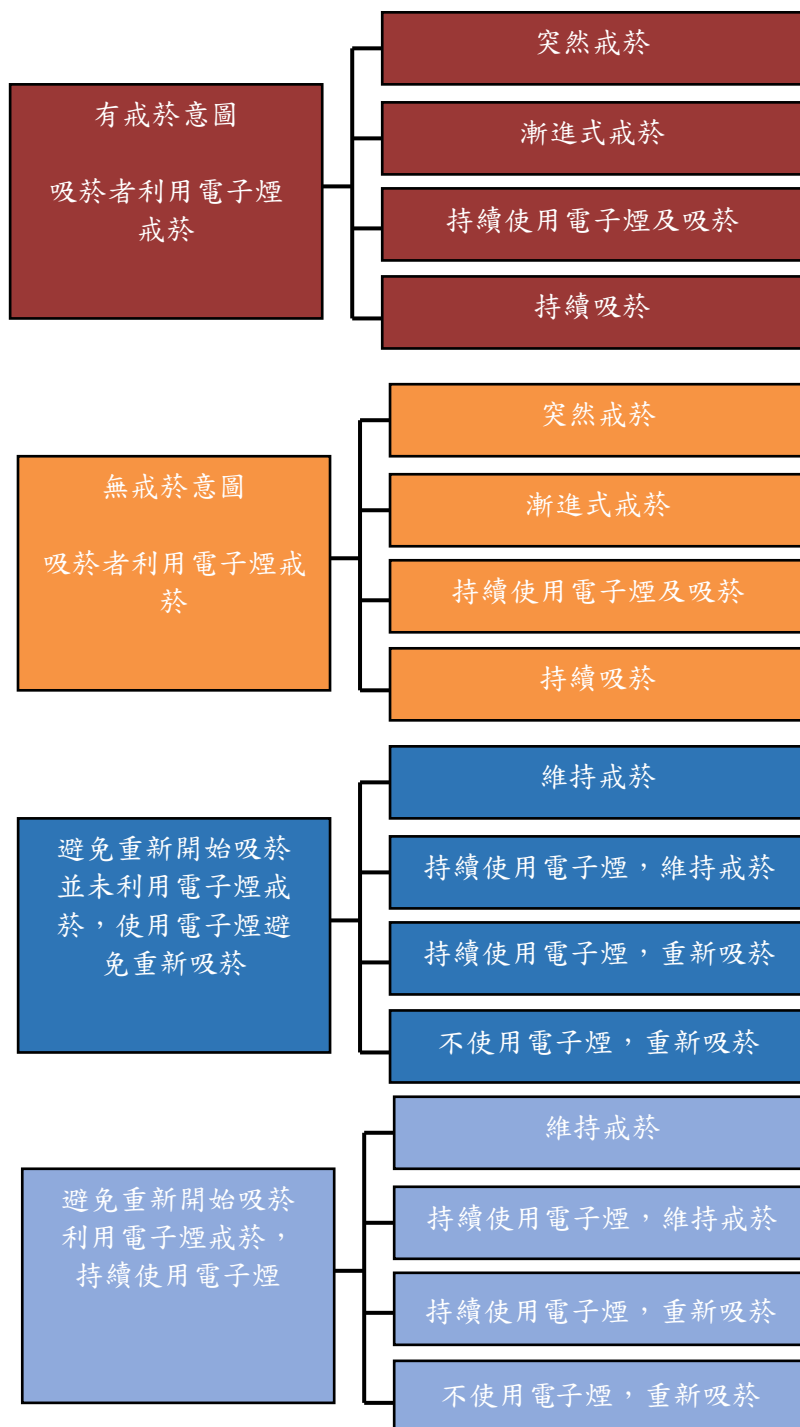 有戒菸意圖
吸菸者利用電子煙
戒菸
突然戒菸
漸進式戒菸
持續使用電子煙及吸菸
持續吸菸
無戒菸意圖
吸菸者利用電子煙戒
菸
突然戒菸
漸進式戒菸
持續使用電子煙及吸菸
持續吸菸
避免重新開始吸菸
並未利用電子煙戒
菸，使用電子煙避
免重新吸菸
維持戒菸
持續使用電子煙，維持戒菸
持續使用電子煙，重新吸菸
不使用電子煙，重新吸菸
避免重新開始吸菸
利用電子煙戒菸，
持續使用電子煙
維持戒菸
持續使用電子煙，維持戒菸
持續使用電子煙，重新吸菸
不使用電子煙，重新吸菸